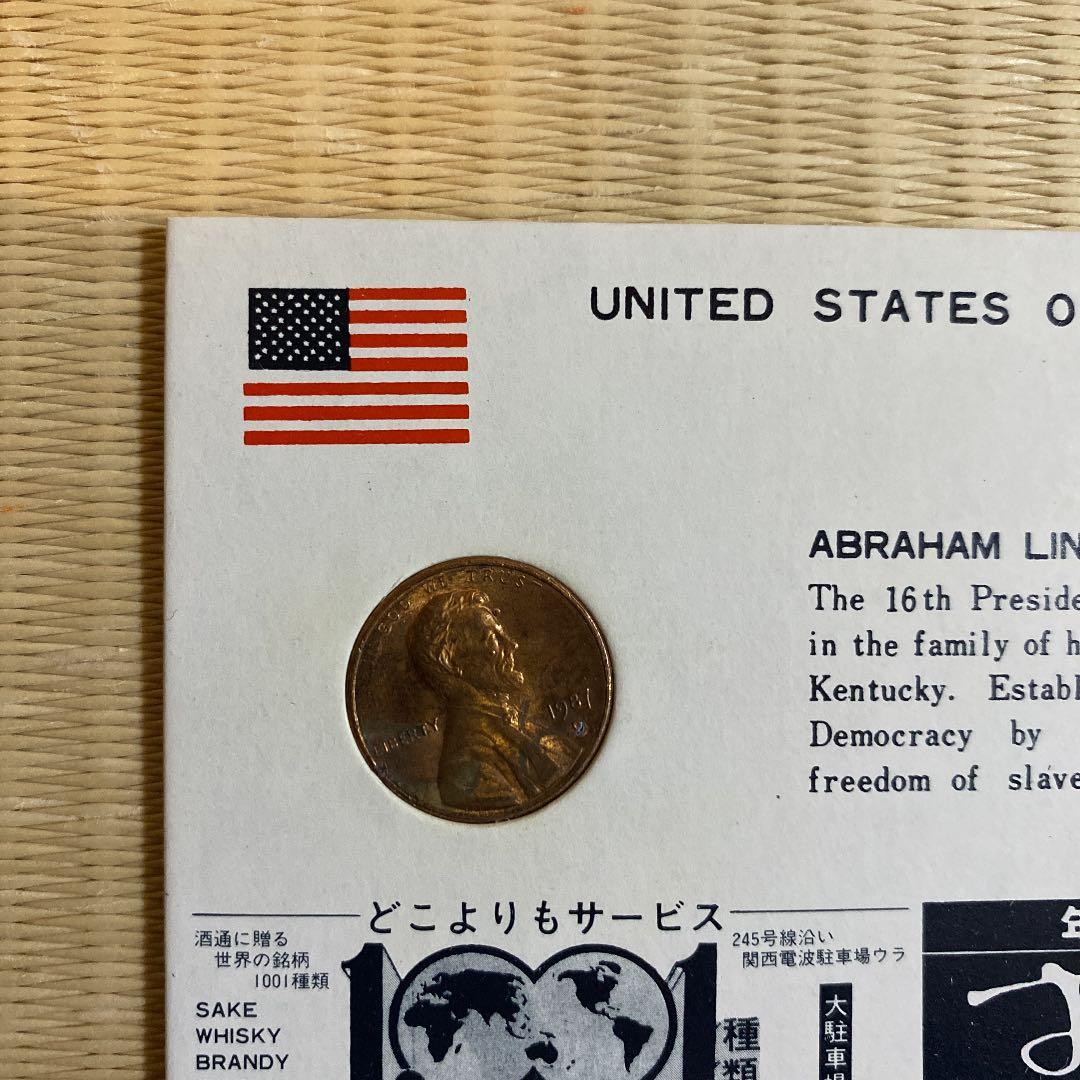 UNITED STATES O
ABRAHAM LIN
The 16th Preside
in the family of h
Kentucky. Establ
Democracy by
freedom of slave
IN GOD WE TRUST
LIBERTY
1981
D
どこよりもサービス
酒通に贈る
世界の銘柄
1001種類
SAKE
WHISKY
BRANDY
245号線沿い
関西電波駐車場ウラ
種類
大駐車場
年